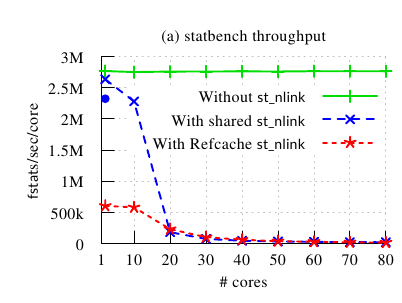 (a) statbench throughput
fstats/sec/core
3M
2.5M
2M
1.5M
1M
500k
0
Without st_nlink
With shared st_nlink
With Refcache st_nlink
1 10 20 30 40 50 60 70 80
# cores